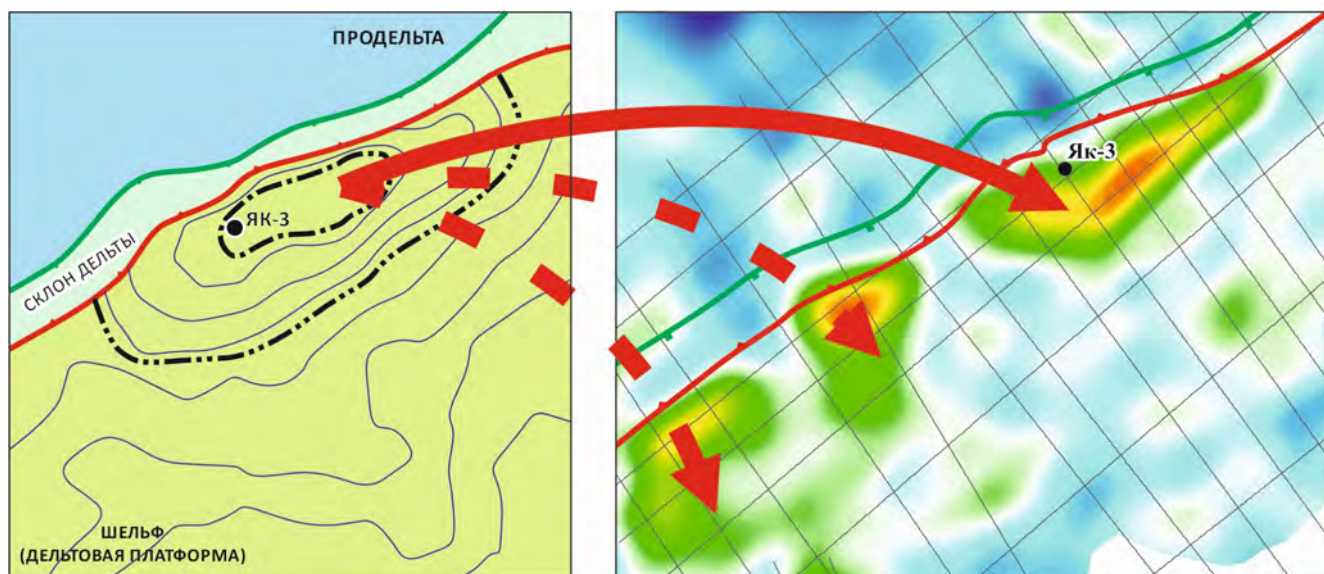 ПРОДЕЛЬТА
ЯК-3
СКЛОН ДЕЛЬТЫ
ШЕЛЬФ
(ДЕЛЬТОВАЯ ПЛАТФОРМА)
Як-3